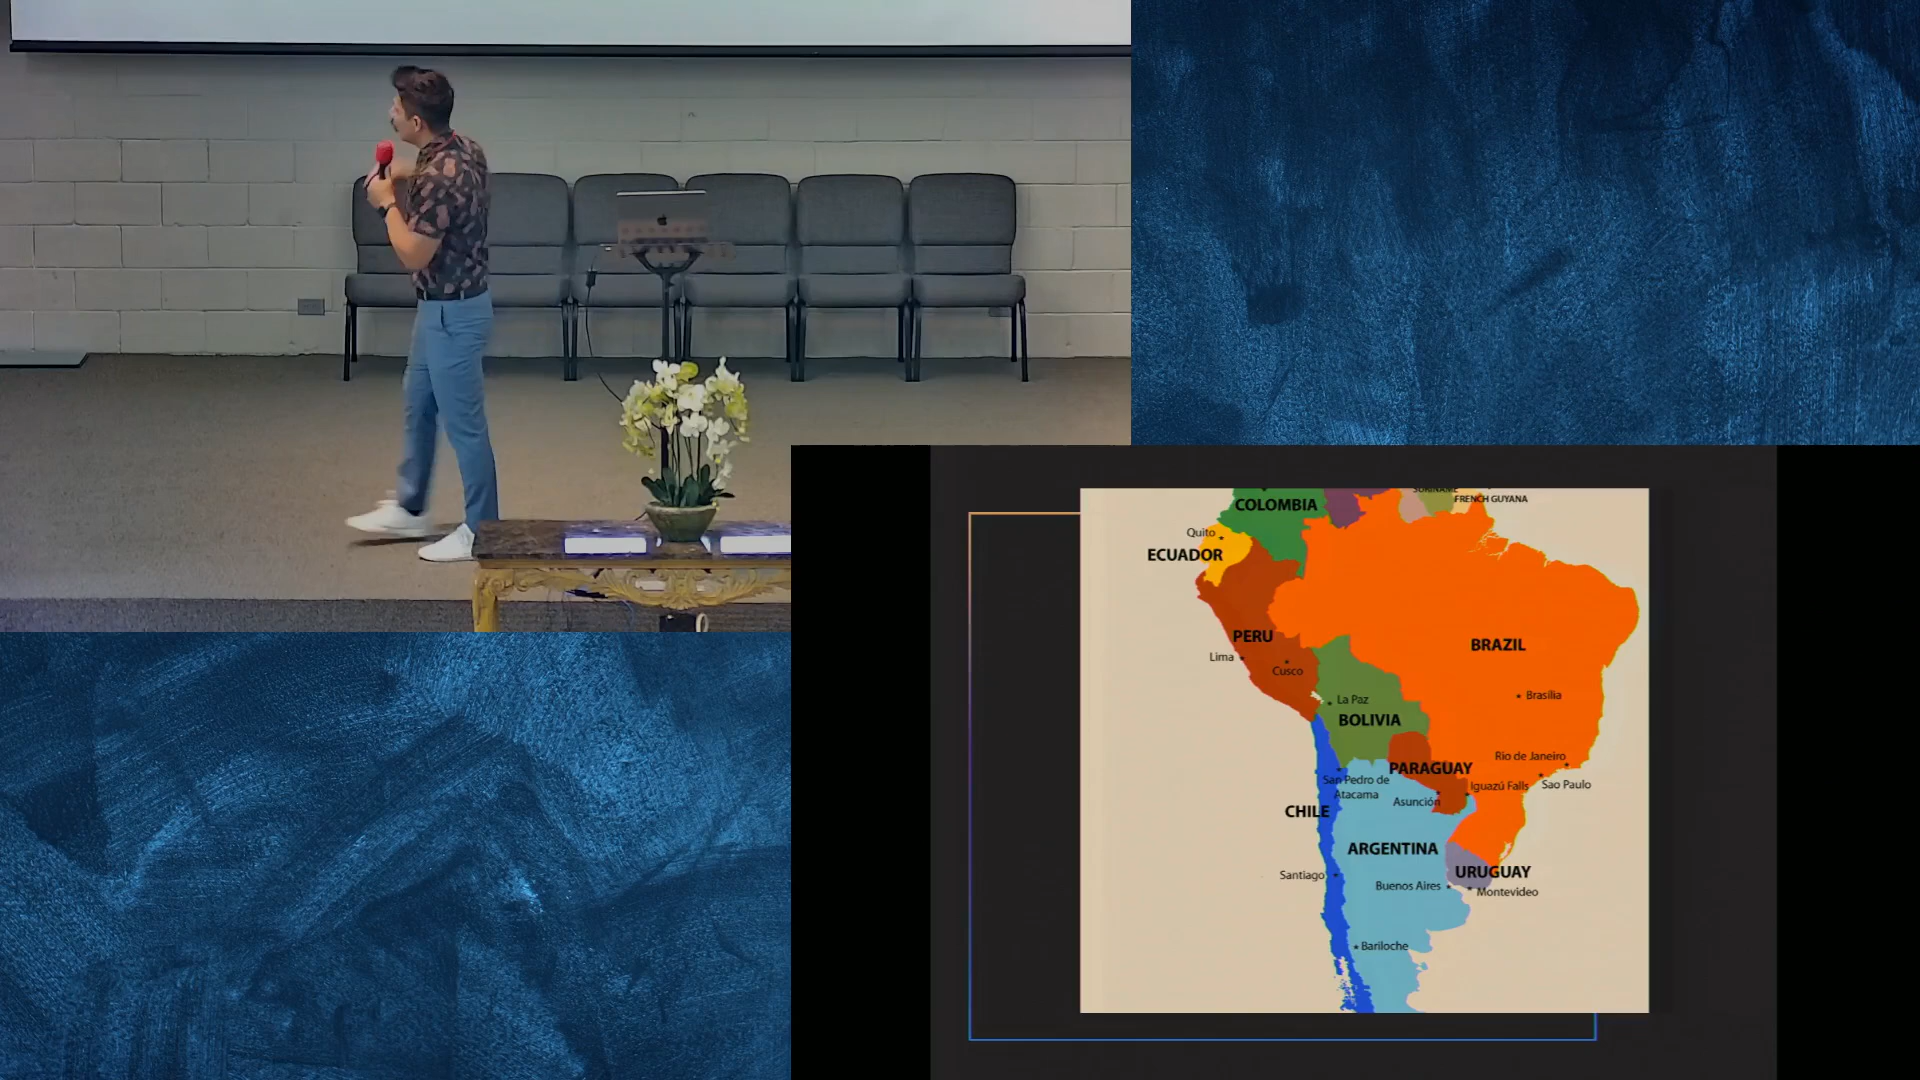 SURINAME
FRENCH GUYANA
COLOMBIA
Quito
ECUADOR
PERU
Lima
Cusco
BRAZIL
Brasilia
La Paz
BOLIVIA
Rio de Janeiro
Sao Paulo
PARAGUAY
San Pedro de
Atacama
Iguazú Falls
Asunción
CHILE
ARGENTINA
Santiago
URUGUAY
Buenos Aires
Montevideo
Bariloche